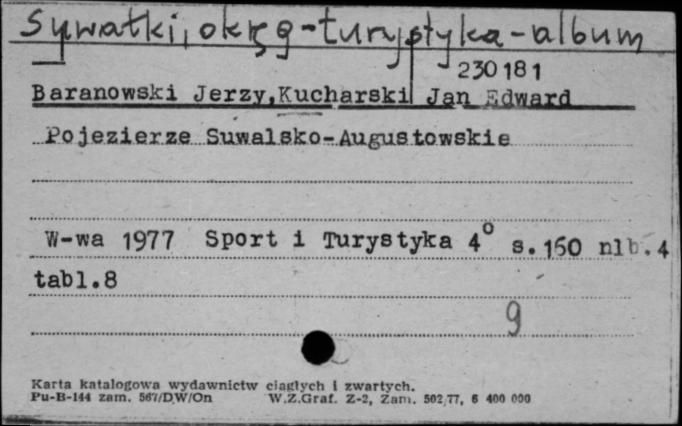 Suwałki, okręg-turystyka-album
230181
Baranowski Jerzy, Kucharski Jan Edward
Pojezierze Suwalsko-Augustowskie
W-wa 1977 Sport i Turystyka 4° s.160 nlb.4
tabl.8
9
Karta katalogowa wydawnictw ciągłych i zwartych.
Pu-B-144 zam. 567/D,W/On W.Z.Graf. Z-2, Zam. 502/77, 6 400 000